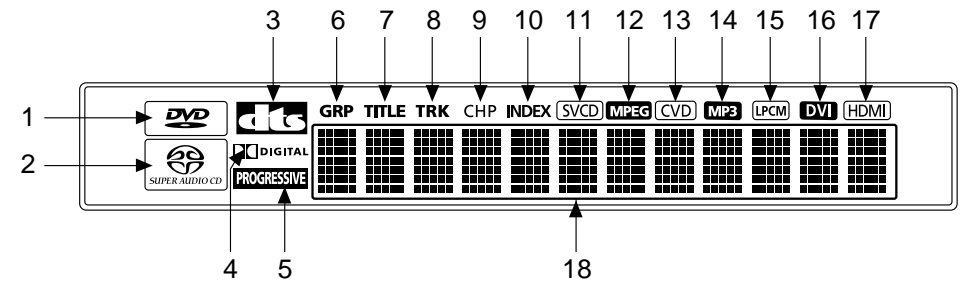 3 6 7 8 9 10 11 12 13 14 15 16 17
1 DVD dts GRP TITLE TRK CHP INDEX SVCD MPEG CVD MP3 LPCM DVI HDMI
2 SUPER AUDIO CD DIGITAL
PROGRESSIVE
4 5 18